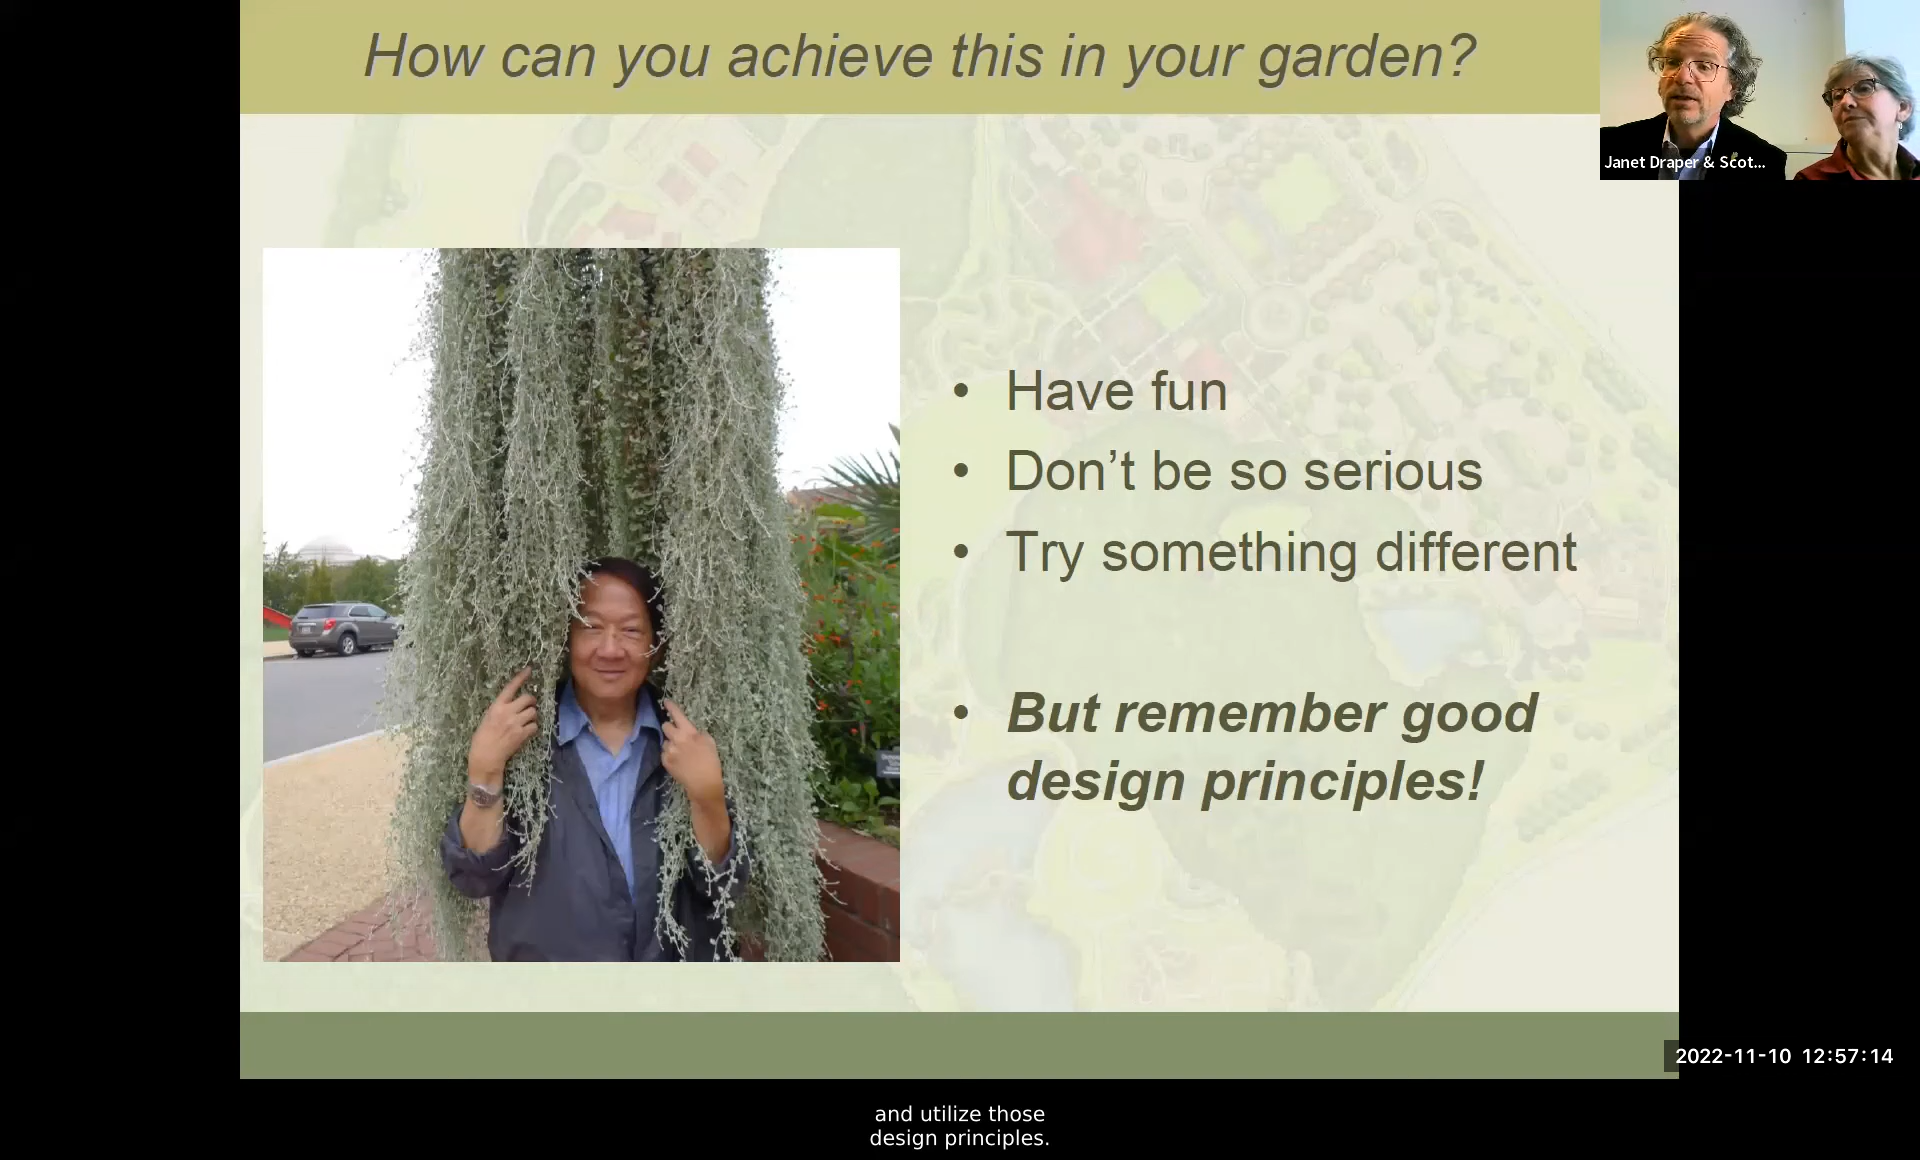 How can you achieve this in your garden?
Janet Draper & Scot...
• Have fun
• Don't be so serious
• Try something different
• But remember good
design principles!
2022-11-10 12:57:14
and utilize those
design principles.